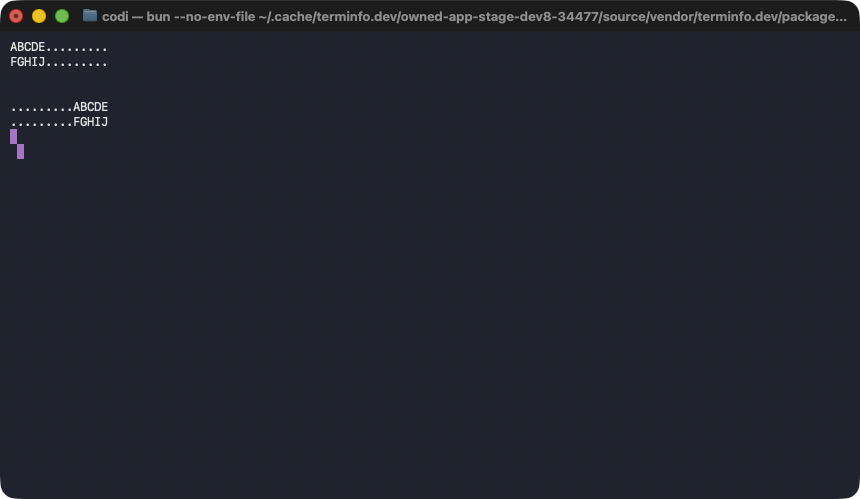 codi — bun --no-env-file ~/.cache/terminfo.dev/owned-app-stage-dev8-34477/source/vendor/terminfo.dev/package...
ABCDE.........
FGHIJ.........
.........ABCDE
.........FGHIJ